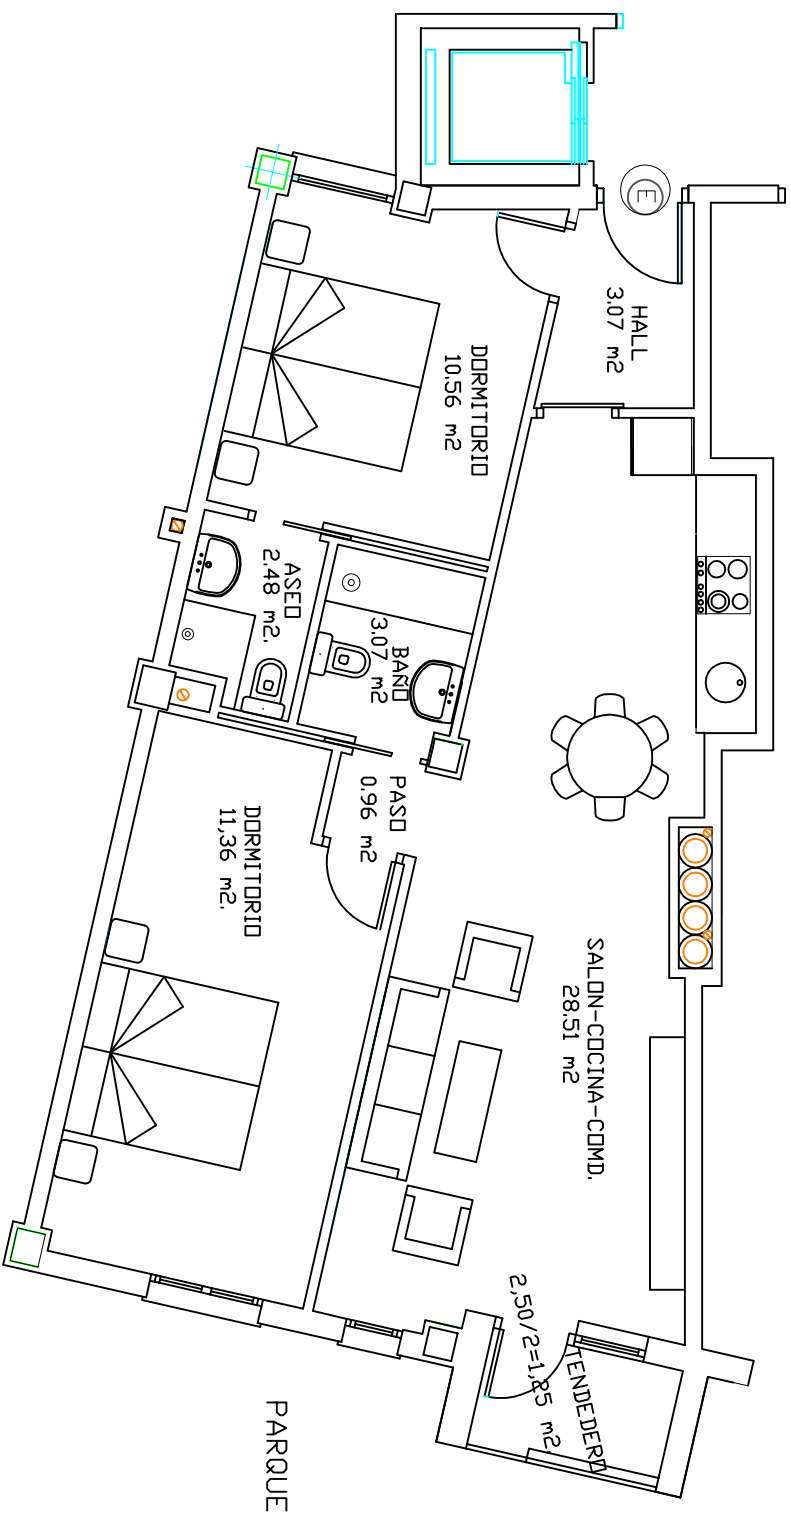 E
HALL
3.07 m2
DORMITORIO
10.56 m2
ASEO
2.48 m2.
BAÑO
3.07 m2
PASO
0.96 m2
DORMITORIO
11,36 m2.
SALON-COCINA-COMD.
28.51 m2
TENDEDERO
2,50/2=1,25 m2
PARQUE